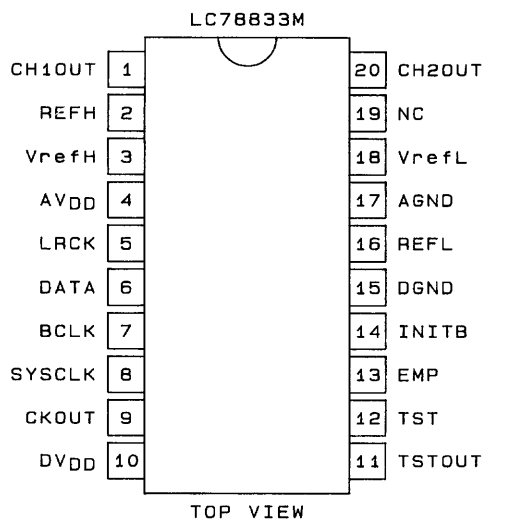 LC78833M
CH1OUT 1 20 CH2OUT
REFH 2 19 NC
VrefH 3 18 VrefL
AVDD 4 17 AGND
LRCK 5 16 REFL
DATA 6 15 DGND
BCLK 7 14 INITB
SYSCLK 8 13 EMP
CKOUT 9 12 TST
DVDD 10 11 TSTOUT
TOP VIEW